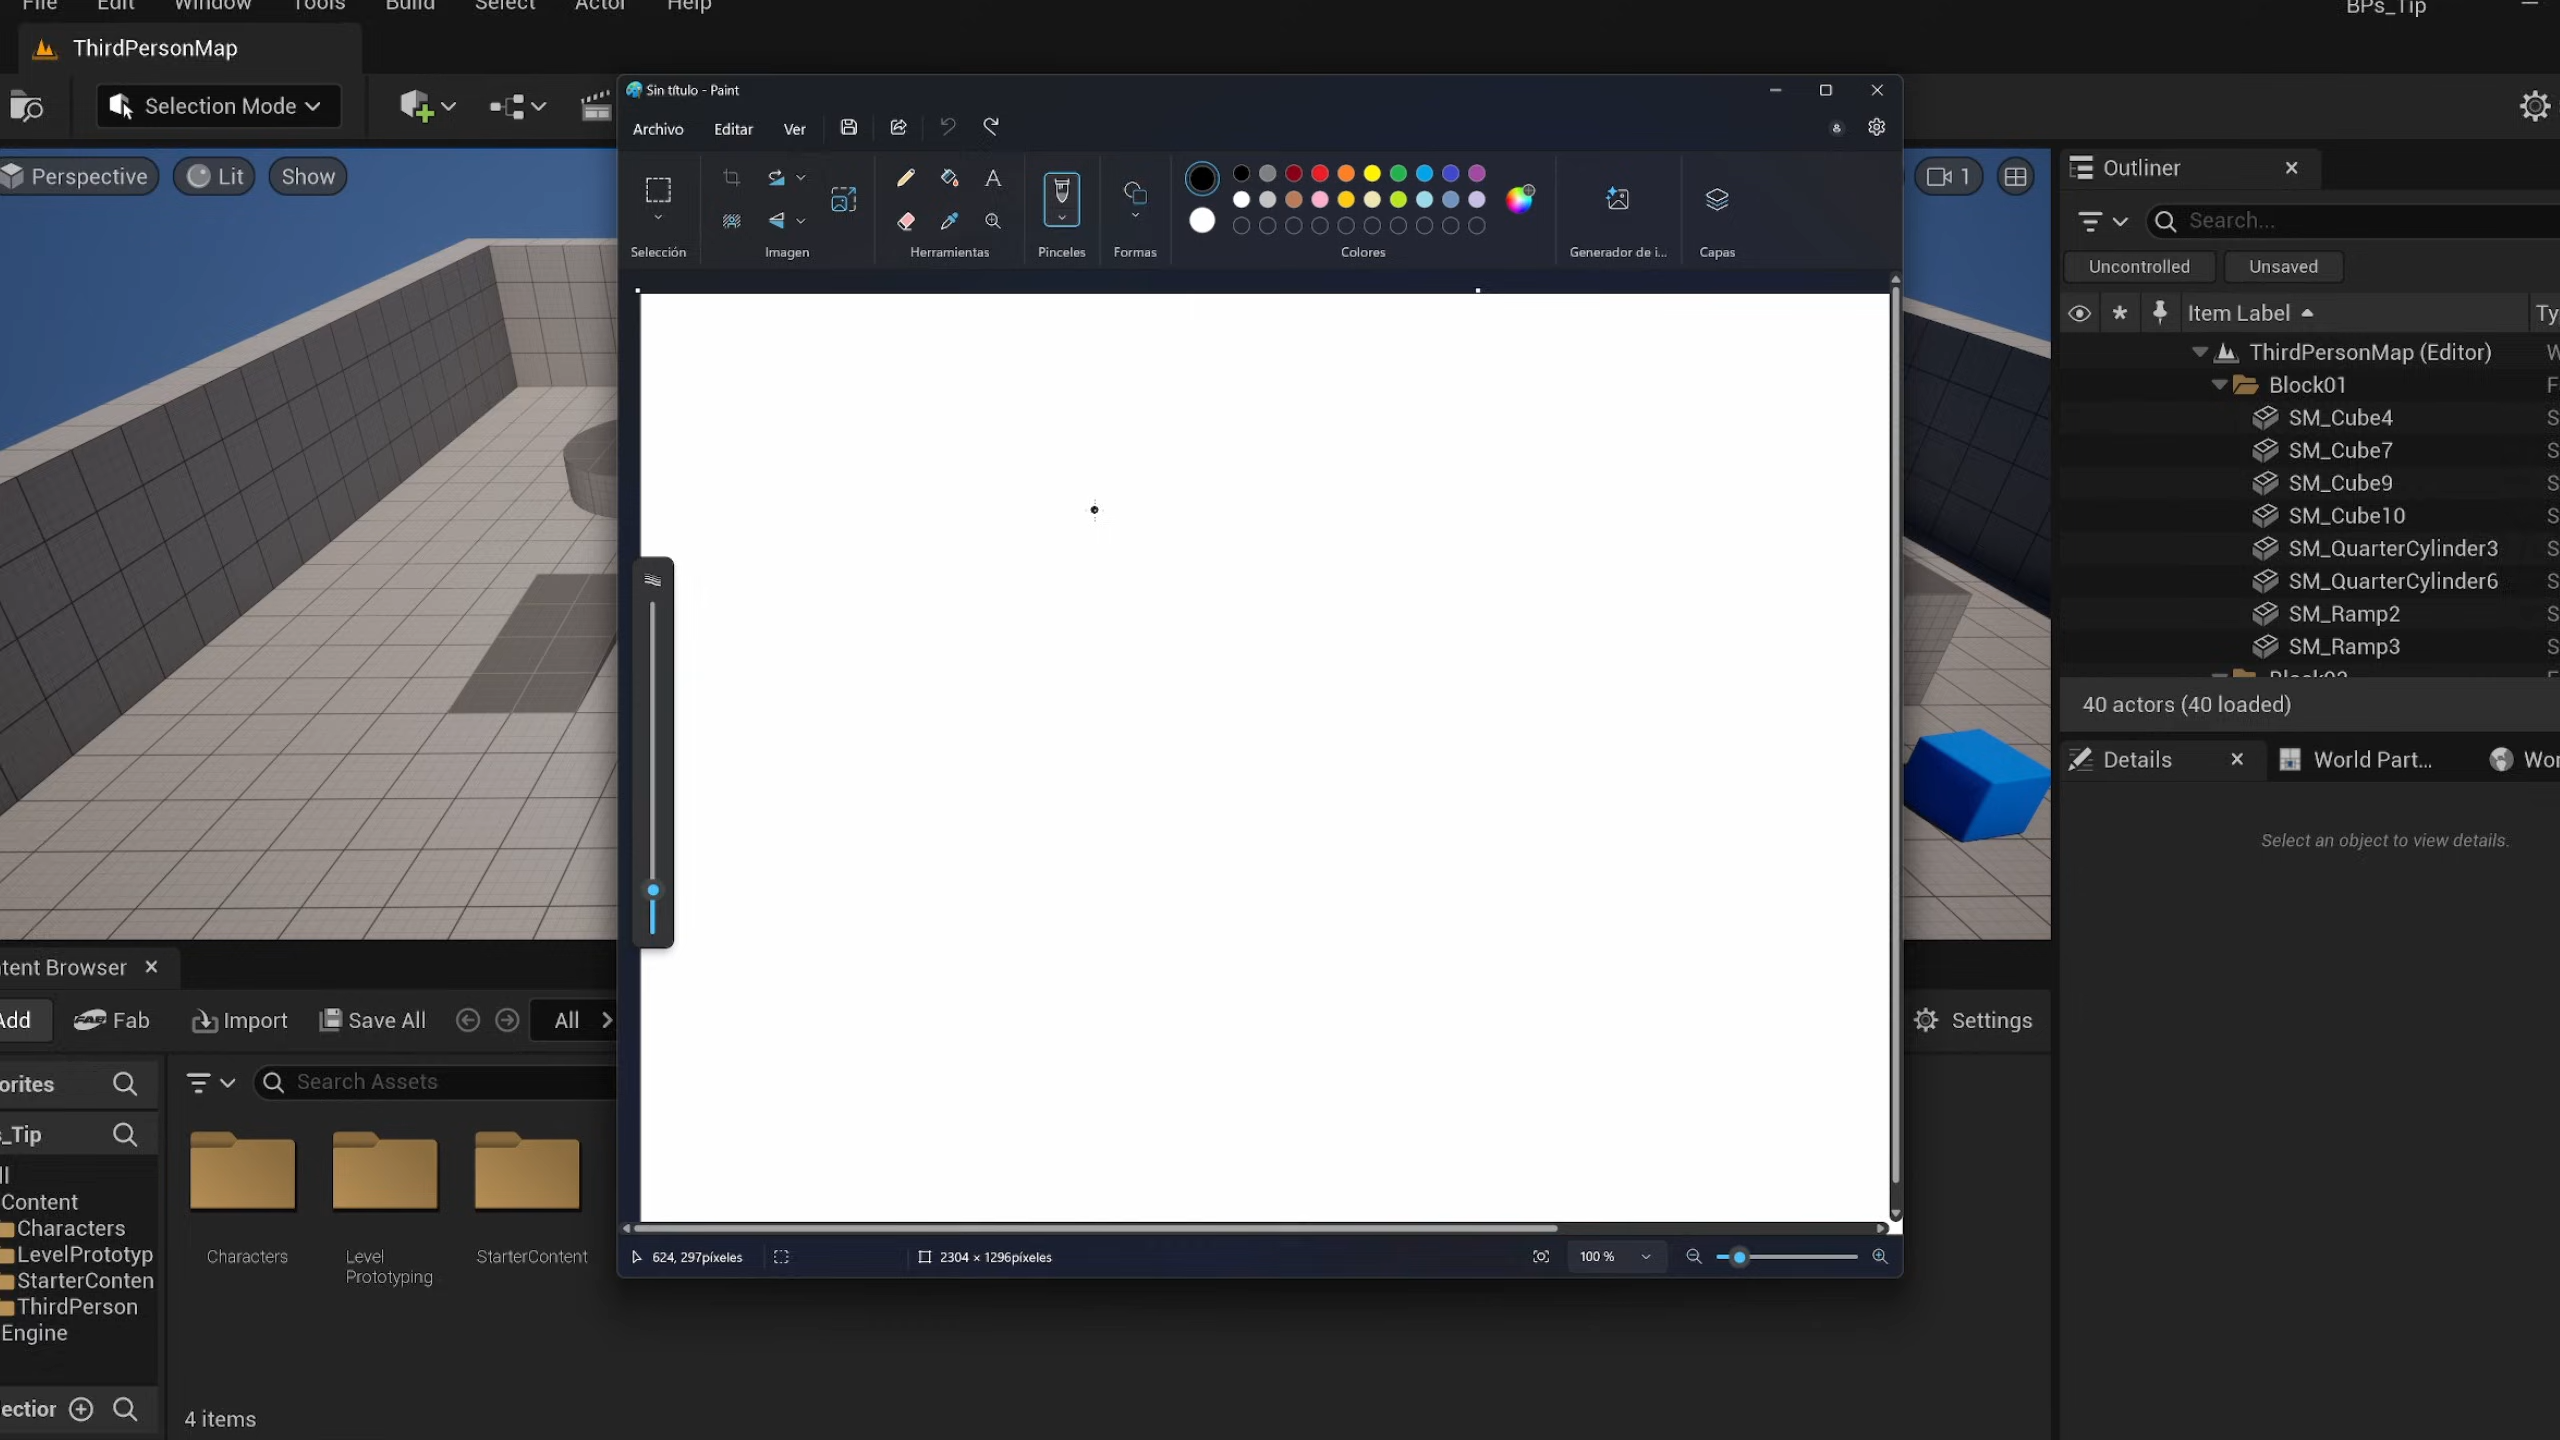 File Edit Window Tools Build Select Actor Help
BPs_Tip
ThirdPersonMap
Selection Mode
Perspective
Lit
Show
Sin título - Paint
Archivo
Editar
Ver
Selección
Imagen
Herramientas
Pinceles
Formas
Colores
Generador de i...
Capas
624, 297píxeles
2304 × 1296píxeles
100 %
1
Outliner
Search...
Uncontrolled
Unsaved
Item Label
ThirdPersonMap (Editor)
Block01
SM_Cube4
SM_Cube7
SM_Cube9
SM_Cube10
SM_QuarterCylinder3
SM_QuarterCylinder6
SM_Ramp2
SM_Ramp3
40 actors (40 loaded)
Details
World Part...
Wor
Select an object to view details.
tent Browser
Add
Fab
Import
Save All
All
Settings
orites
Search Assets
s_Tip
ll
Content
Characters
LevelPrototyp
StarterConten
ThirdPerson
Engine
Characters
Level
Prototyping
StarterContent
ection
4 items